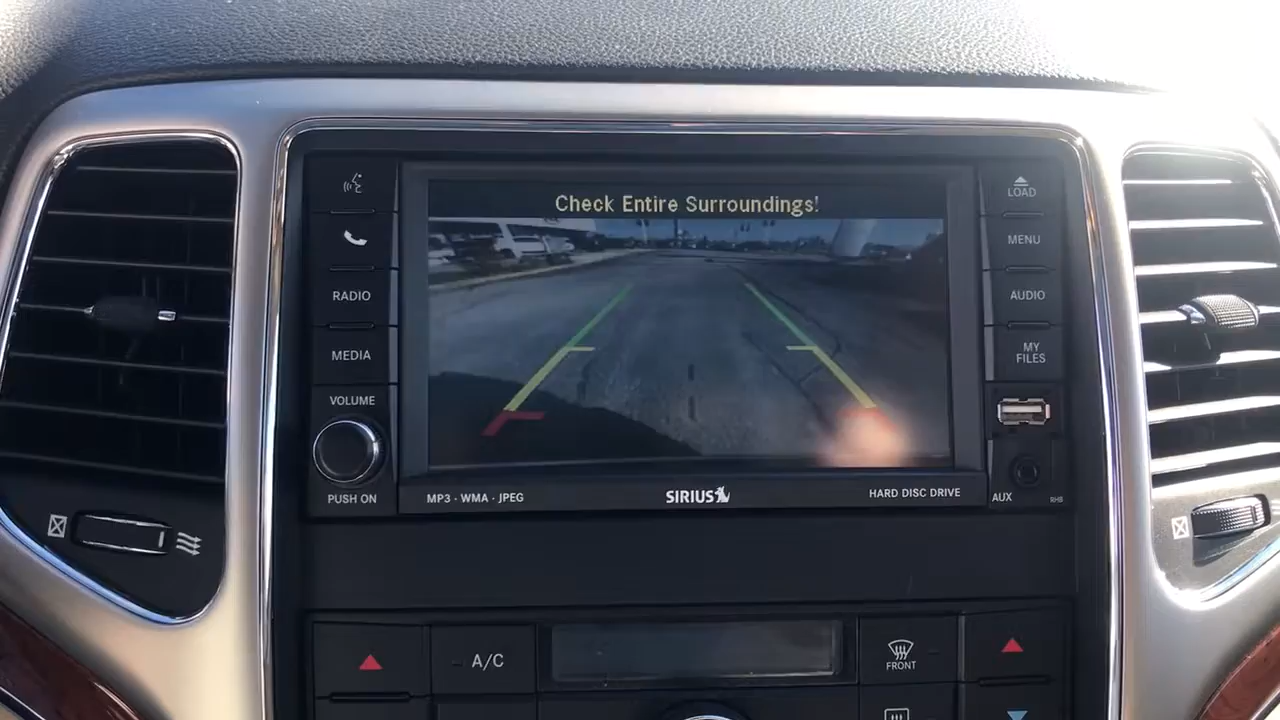 Check Entire Surroundings!
LOAD
MENU
RADIO
AUDIO
MEDIA
MY
FILES
VOLUME
PUSH ON
MP3 · WMA · JPEG
SIRIUS
HARD DISC DRIVE
AUX
RHB
A/C
FRONT